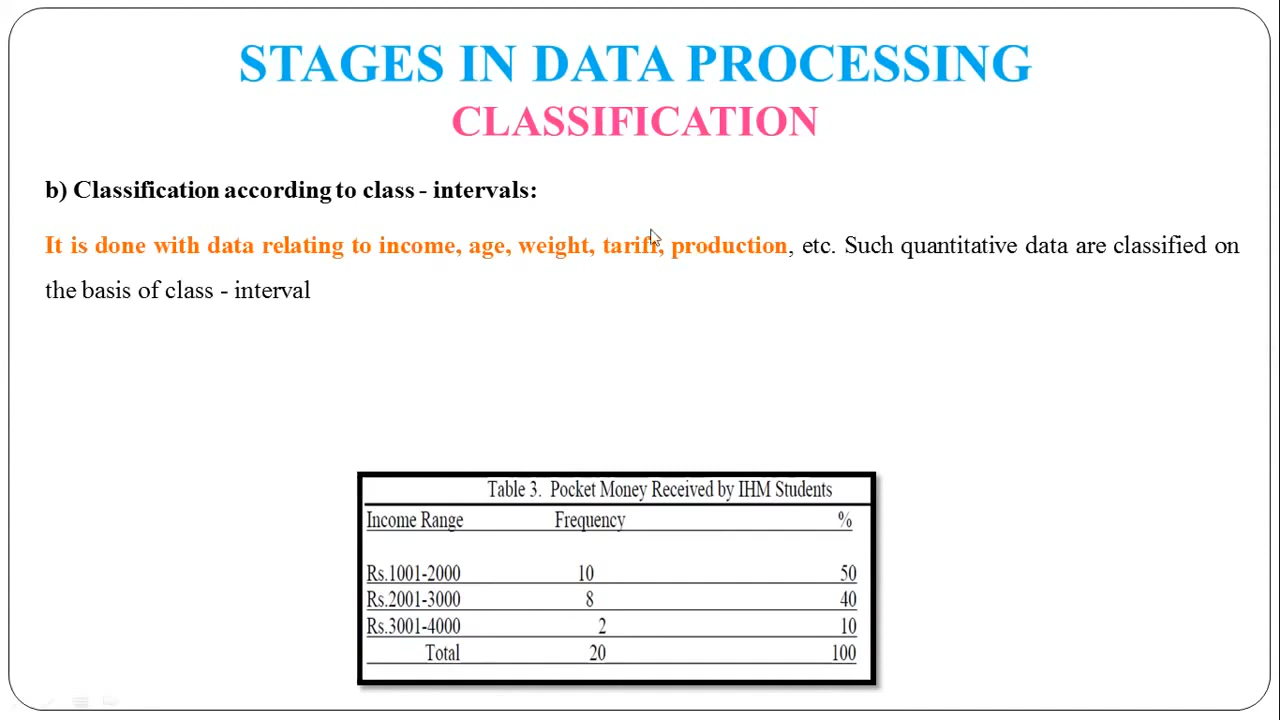 STAGES IN DATA PROCESSING
CLASSIFICATION
b) Classification according to class - intervals:
It is done with data relating to income, age, weight, tariff, production, etc. Such quantitative data are classified on
the basis of class - interval
Table 3. Pocket Money Received by IHM Students
Income Range Frequency %
Rs.1001-2000 10 50
Rs.2001-3000 8 40
Rs.3001-4000 2 10
Total 20 100